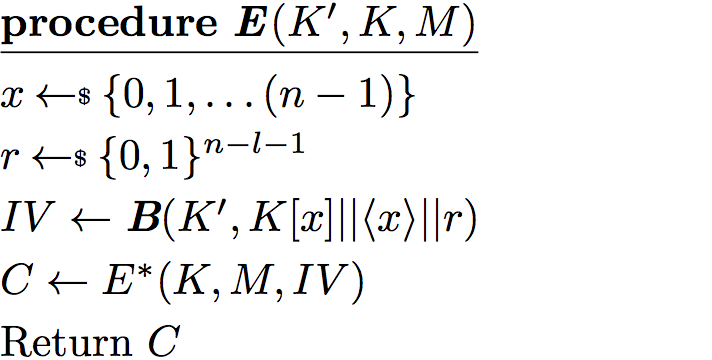 procedure E(K′, K, M)
x ←$ {0, 1, . . . (n − 1)}
r ←$ {0, 1}ⁿ⁻ˡ⁻¹
IV ← B(K′, K[x]||⟨x⟩||r)
C ← E*(K, M, IV)
Return C